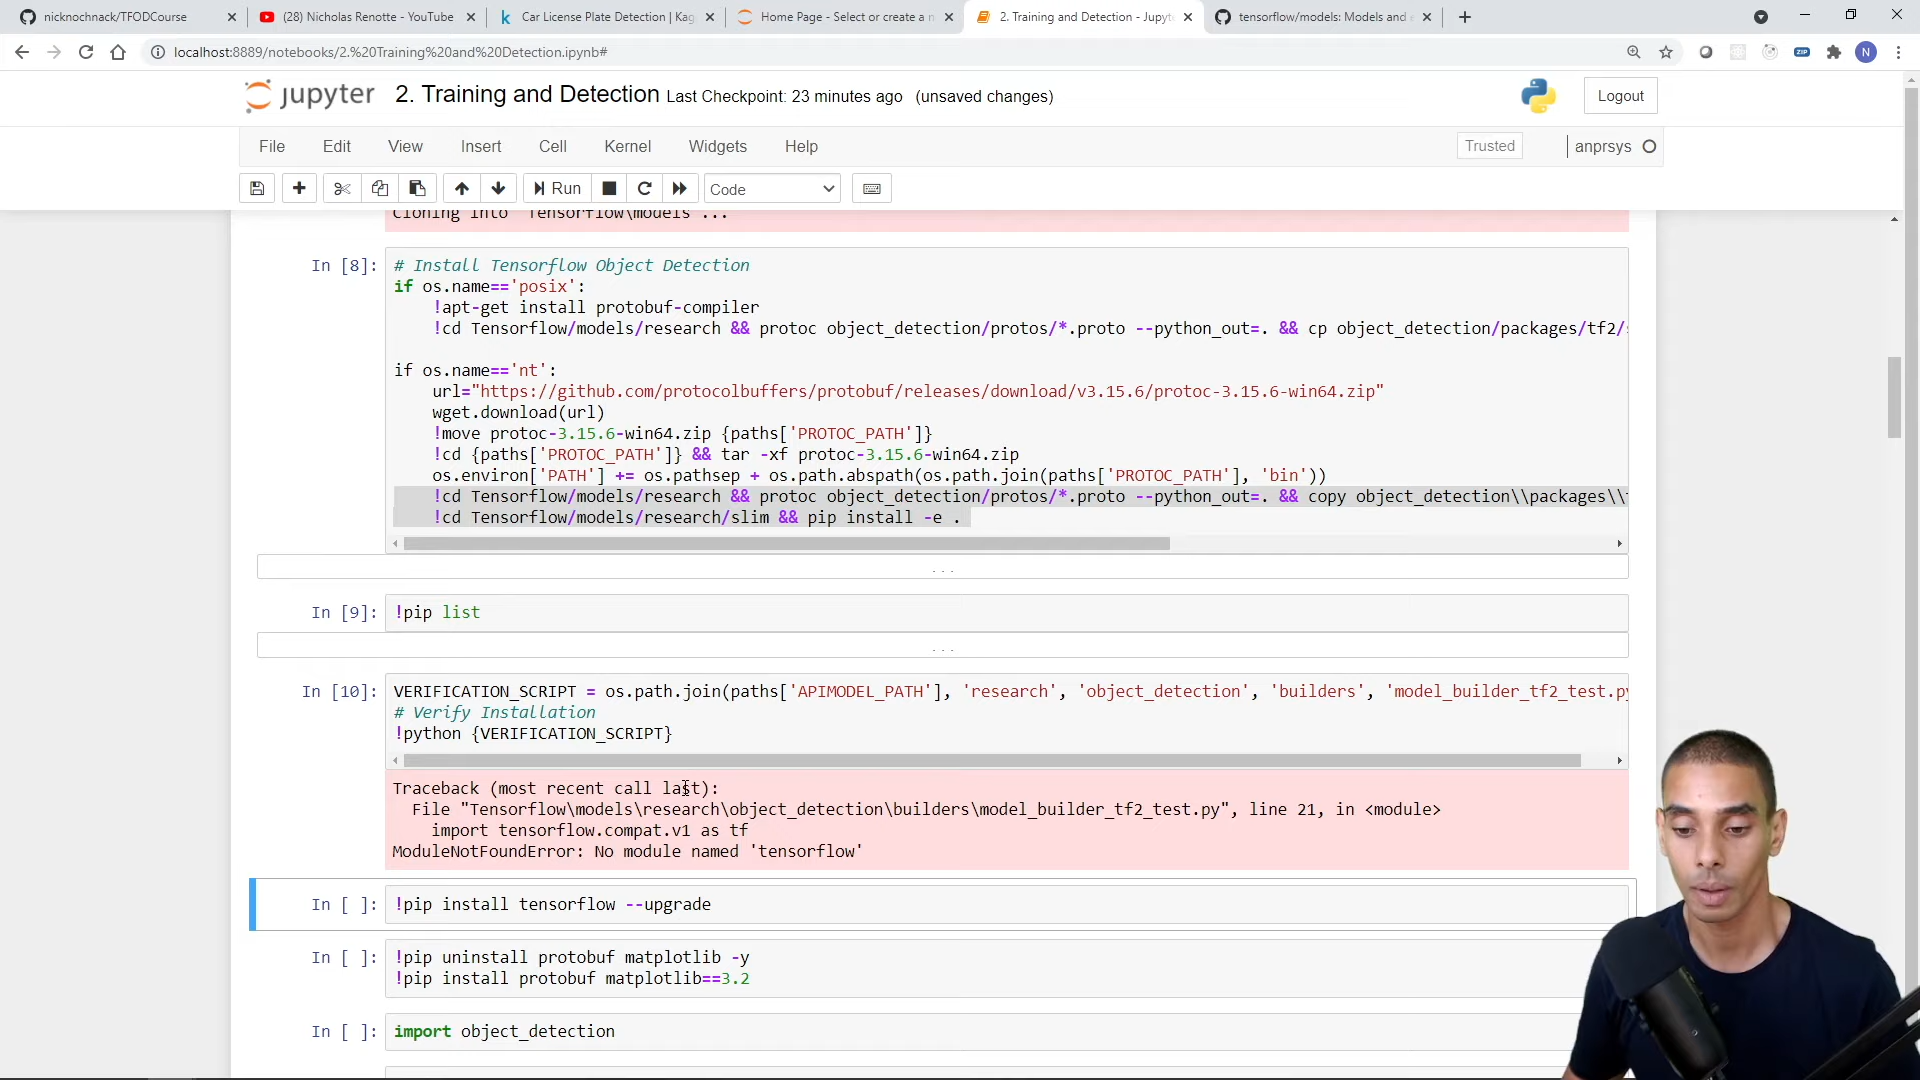 nicknochnack/TFODCourse
(28) Nicholas Renotte - YouTube
Car License Plate Detection | Kag
Home Page - Select or create a n
2. Training and Detection - Jupyt
tensorflow/models: Models and e
localhost:8889/notebooks/2.%20Training%20and%20Detection.ipynb#
ZIP
N
jupyter
2. Training and Detection Last Checkpoint: 23 minutes ago (unsaved changes)
Logout
File Edit View Insert Cell Kernel Widgets Help
Trusted
anprsys
Run
Code
Cloning into 'Tensorflow\models'...
In [8]:
# Install Tensorflow Object Detection
if os.name=='posix':
!apt-get install protobuf-compiler
!cd Tensorflow/models/research && protoc object_detection/protos/*.proto --python_out=. && cp object_detection/packages/tf2/
if os.name=='nt':
url="https://github.com/protocolbuffers/protobuf/releases/download/v3.15.6/protoc-3.15.6-win64.zip"
wget.download(url)
!move protoc-3.15.6-win64.zip {paths['PROTOC_PATH']}
!cd {paths['PROTOC_PATH']} && tar -xf protoc-3.15.6-win64.zip
os.environ['PATH'] += os.pathsep + os.path.abspath(os.path.join(paths['PROTOC_PATH'], 'bin'))
!cd Tensorflow/models/research && protoc object_detection/protos/*.proto --python_out=. && copy object_detection\\packages\\
!cd Tensorflow/models/research/slim && pip install -e .
...
In [9]:
!pip list
...
In [10]:
VERIFICATION_SCRIPT = os.path.join(paths['APIMODEL_PATH'], 'research', 'object_detection', 'builders', 'model_builder_tf2_test.py
# Verify Installation
!python {VERIFICATION_SCRIPT}
Traceback (most recent call last):
File "Tensorflow\models\research\object_detection\builders\model_builder_tf2_test.py", line 21, in <module>
import tensorflow.compat.v1 as tf
ModuleNotFoundError: No module named 'tensorflow'
In [ ]:
!pip install tensorflow --upgrade
In [ ]:
!pip uninstall protobuf matplotlib -y
!pip install protobuf matplotlib==3.2
In [ ]:
import object_detection